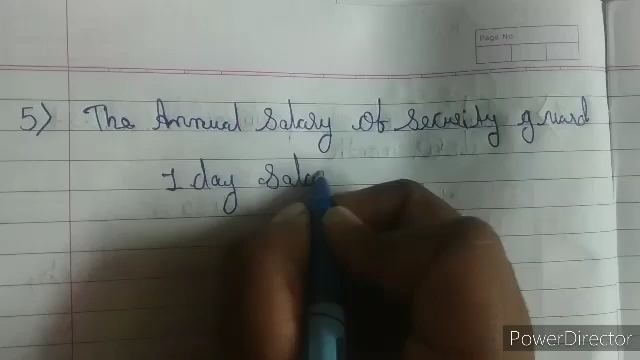 Page No
5) The Annual Salary of Security guard
1 day Sala
PowerDirector